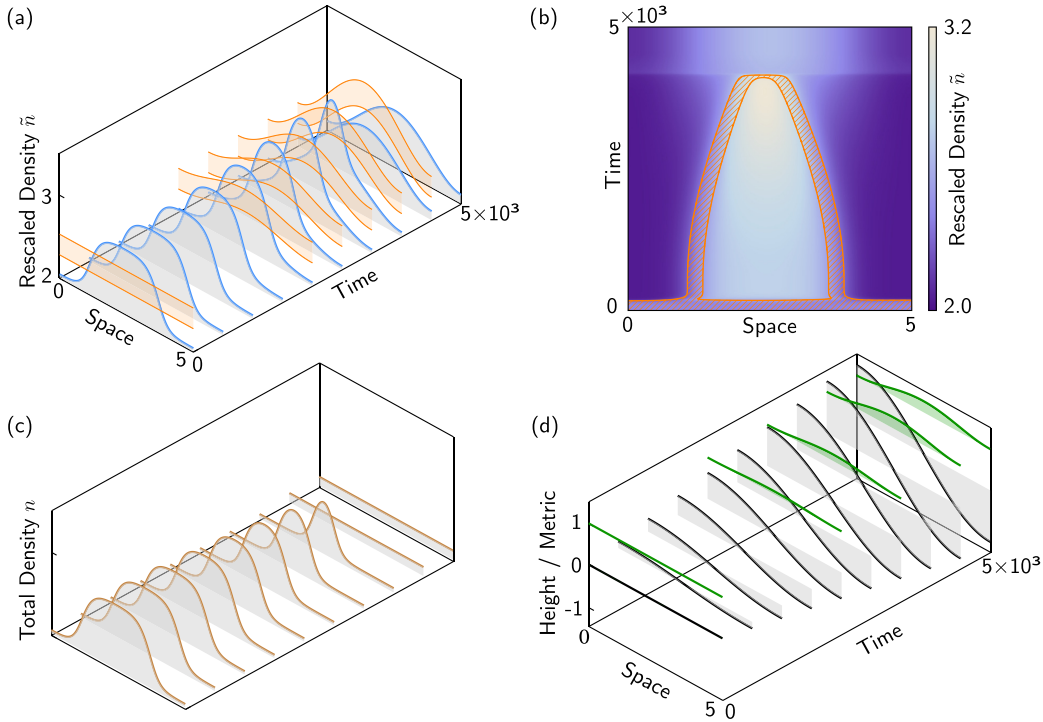 (a)
Rescaled Density ñ
3
2
0
Space
5
0
Time
5×10³
(b)
5
×10³
Time
0
0
Space
5
3.2
Rescaled Density ñ
2.0
(c)
Total Density n
(d)
Height / Metric
1
0
-1
0
Space
5
0
Time
5×10³